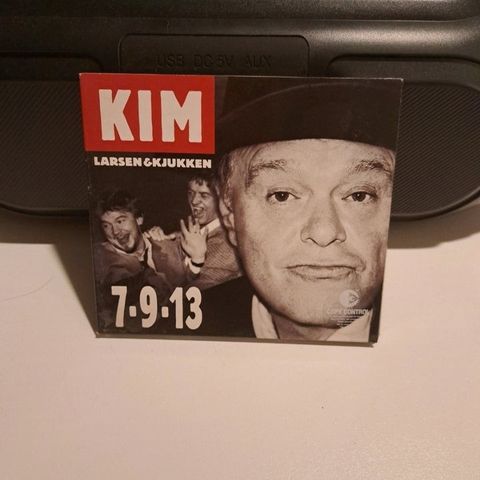 USB DC 5V AUX
KIM
LARSEN & KJUKKEN
7-9-13
COPY CONTROL